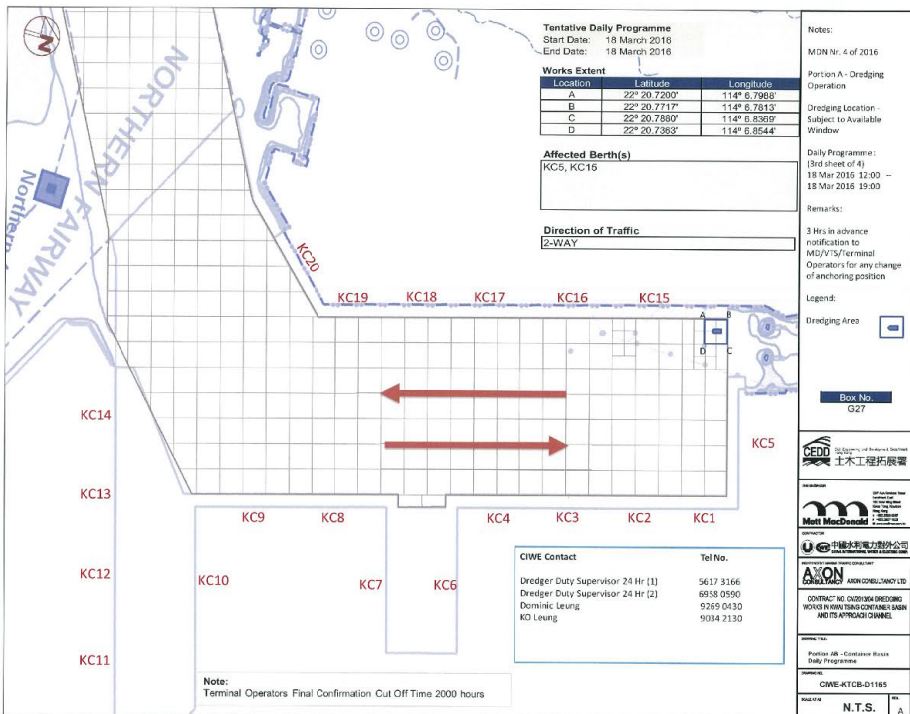 N
NORTHERN FAIRWAY
Northern
Tentative Daily Programme
Start Date: 18 March 2016
End Date: 18 March 2016
Works Extent
Location Latitude Longitude
A 22° 20.7200' 114° 6.7988'
B 22° 20.7717' 114° 6.7813'
C 22° 20.7880' 114° 6.8369'
D 22° 20.7363' 114° 6.8544'
Affected Berth(s)
KC5, KC15
Direction of Traffic
2-WAY
KC20
KC19 KC18 KC17 KC16 KC15
A B
D C
KC14
KC5
KC13
KC9 KC8 KC4 KC3 KC2 KC1
KC12
KC10
KC7
KC6
KC11
CIWE Contact Tel No.
Dredger Duty Supervisor 24 Hr (1) 5617 3166
Dredger Duty Supervisor 24 Hr (2) 6958 0590
Dominic Leung 9269 0430
KO Leung 9034 2130
Note:
Terminal Operators Final Confirmation Cut Off Time 2000 hours
Notes:
MDN Nr. 4 of 2016
Portion A - Dredging
Operation
Dredging Location -
Subject to Available
Window
Daily Programme:
(3rd sheet of 4)
18 Mar 2016 12:00 --
18 Mar 2016 19:00
Remarks:
3 Hrs in advance
notification to
MD/VTS/Terminal
Operators for any change
of anchoring position
Legend:
Dredging Area
Box No.
G27
CEDD
土木工程拓展署
Mott MacDonald
CONTRACTOR
CWE
中國水利電力對外公司
AXON
CONSULTANCY
AXON CONSULTANCY LTD
CONTRACT NO. CV/2013/04 DREDGING
WORKS IN KWAI TSING CONTAINER BASIN
AND ITS APPROACH CHANNEL
DRAWING TITLE
Portion AB - Container Basin
Daily Programme
DRAWING NO.
CIWE-KTCB-D1165
N.T.S.
A